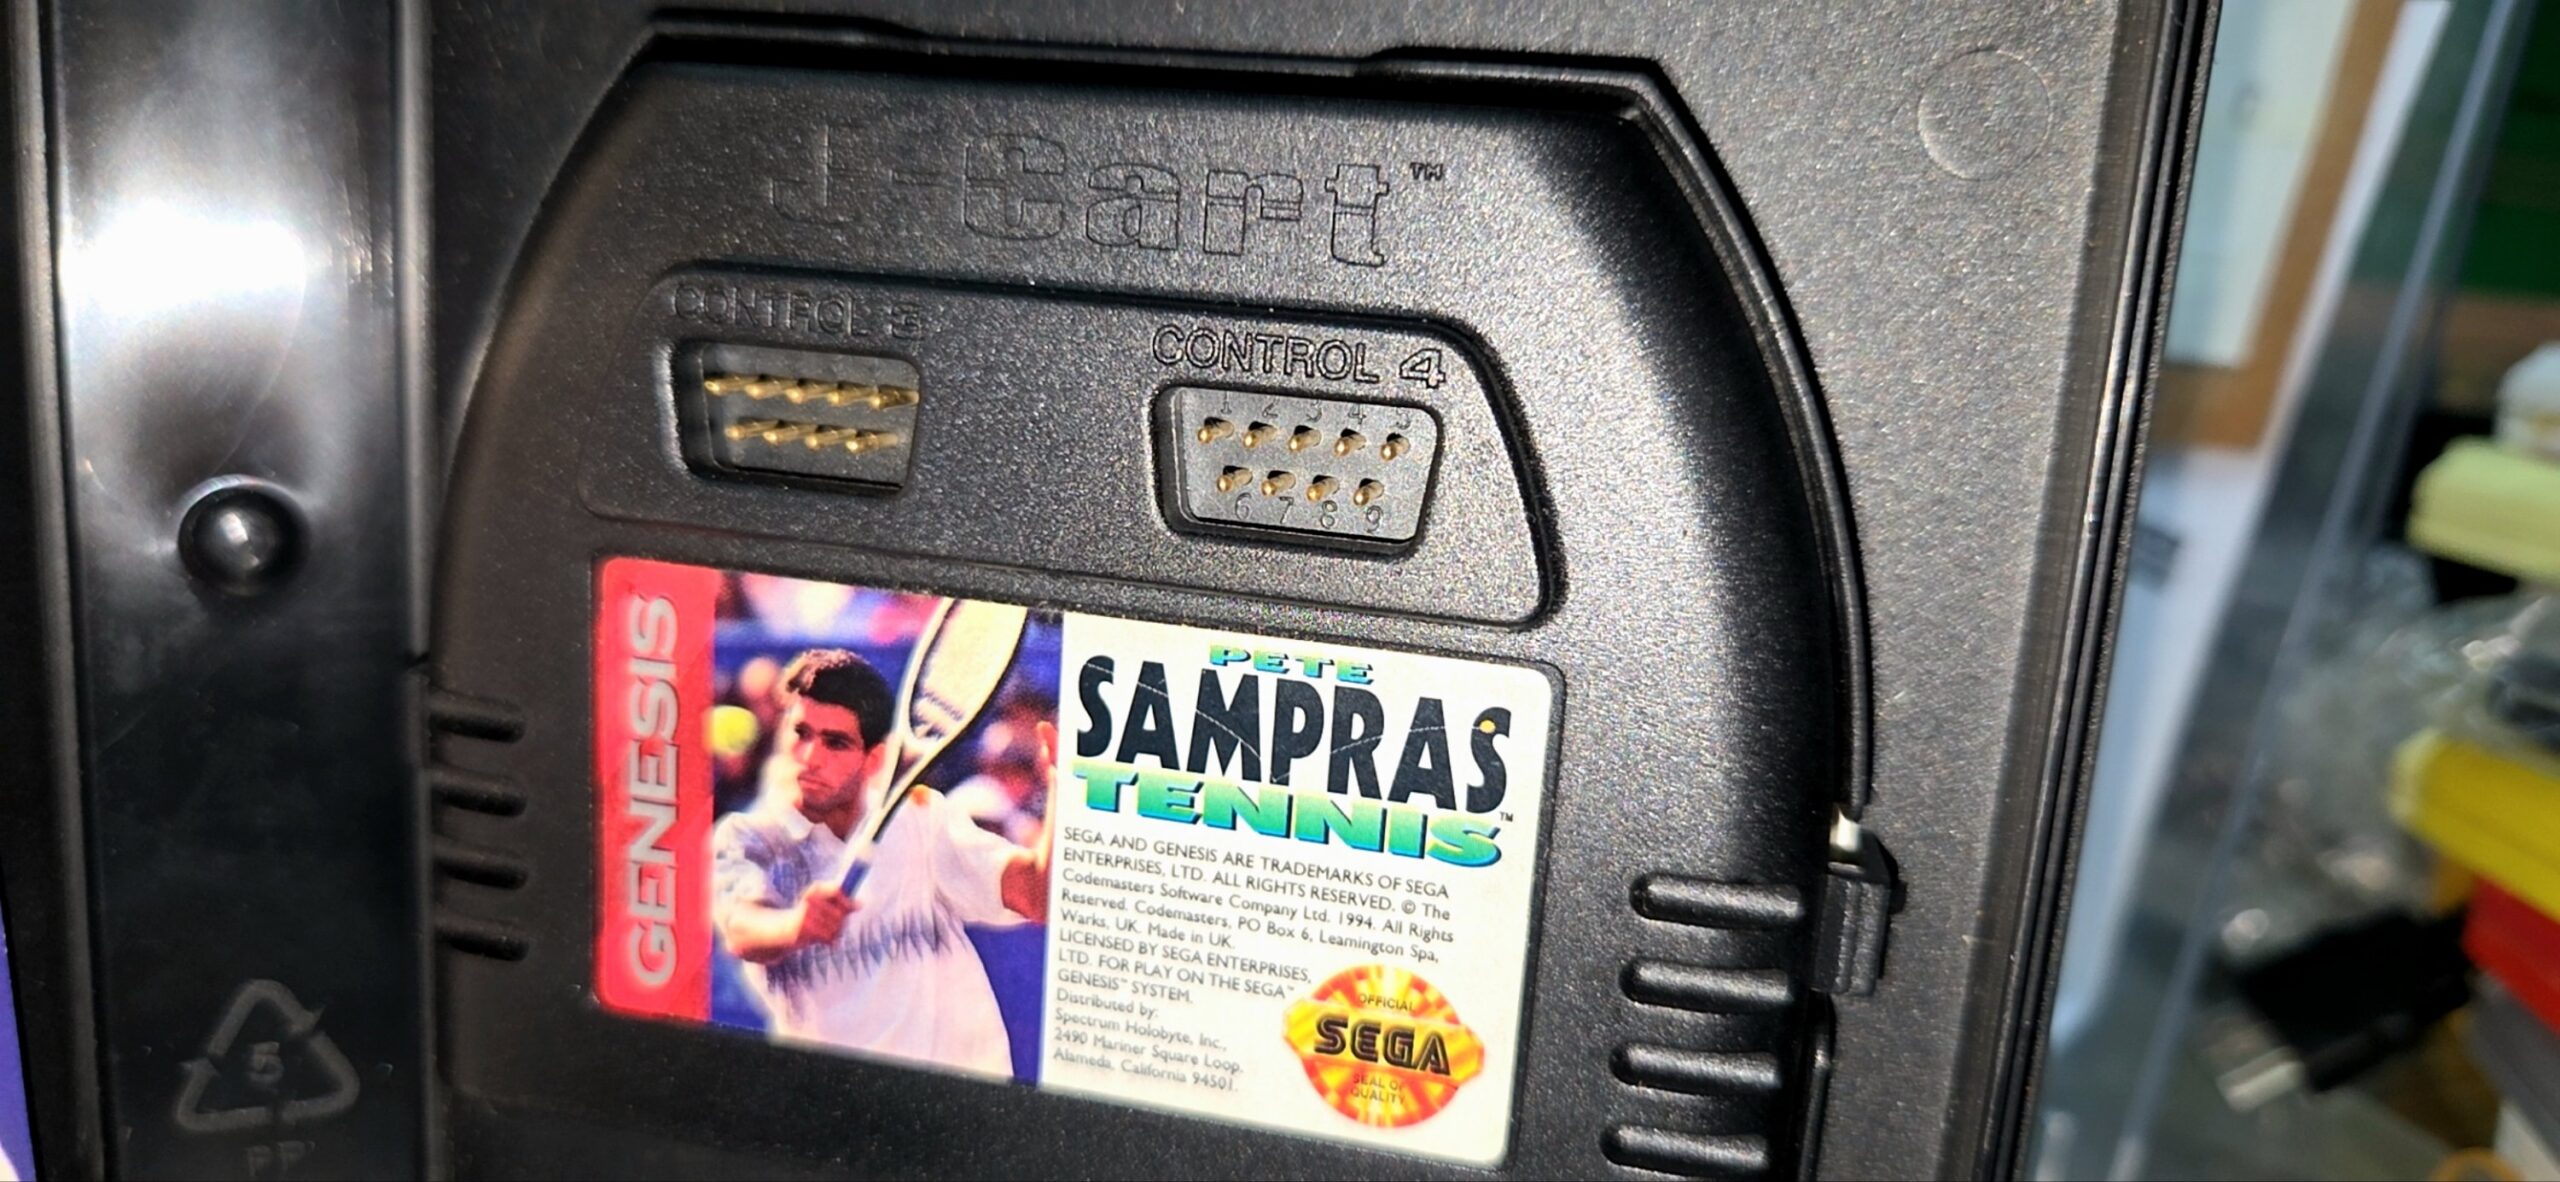 J-Cart™
CONTROL 3
CONTROL 4
1 2 3 4 5
6 7 8 9
GENESIS
PETE
SAMPRAS
TENNIS™
SEGA AND GENESIS ARE TRADEMARKS OF SEGA
ENTERPRISES, LTD. ALL RIGHTS RESERVED. © The
Codemasters Software Company Ltd. 1994. All Rights
Reserved. Codemasters, PO Box 6, Leamington Spa,
Warks, UK. Made in UK.
LICENSED BY SEGA ENTERPRISES,
LTD. FOR PLAY ON THE SEGA™
GENESIS™ SYSTEM.
Distributed by:
Spectrum Holobyte, Inc.,
2490 Mariner Square Loop.
Alameda, California 94501.
OFFICIAL
SEGA
SEAL OF
QUALITY
5
PP